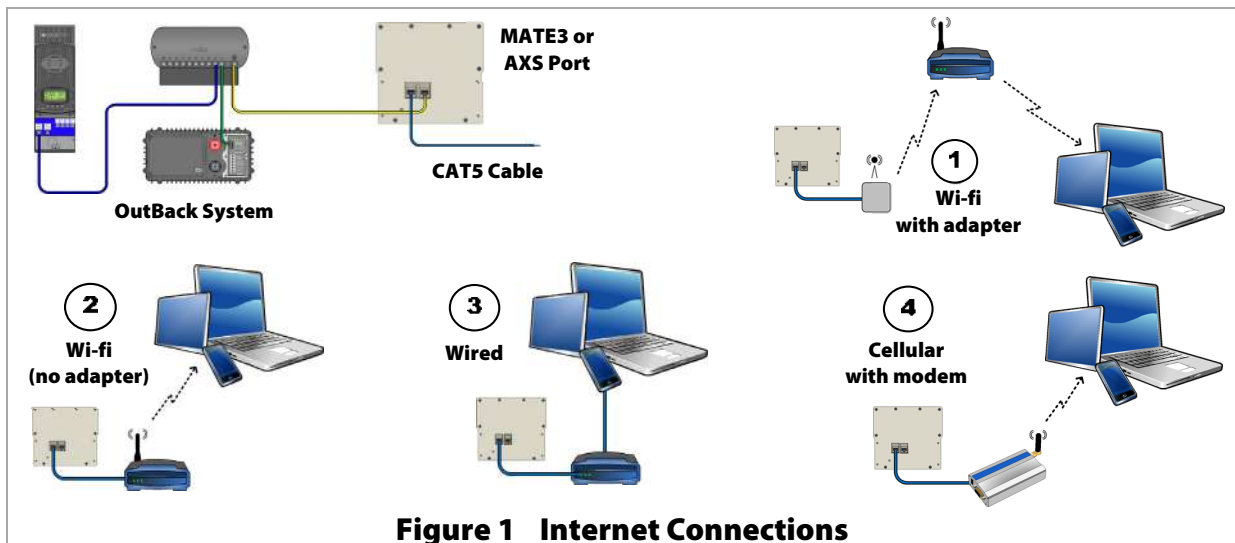 MATE3 or
AXS Port
CAT5 Cable
OutBack System
1
Wi-fi
with adapter
2
Wi-fi
(no adapter)
3
Wired
4
Cellular
with modem
Figure 1 Internet Connections